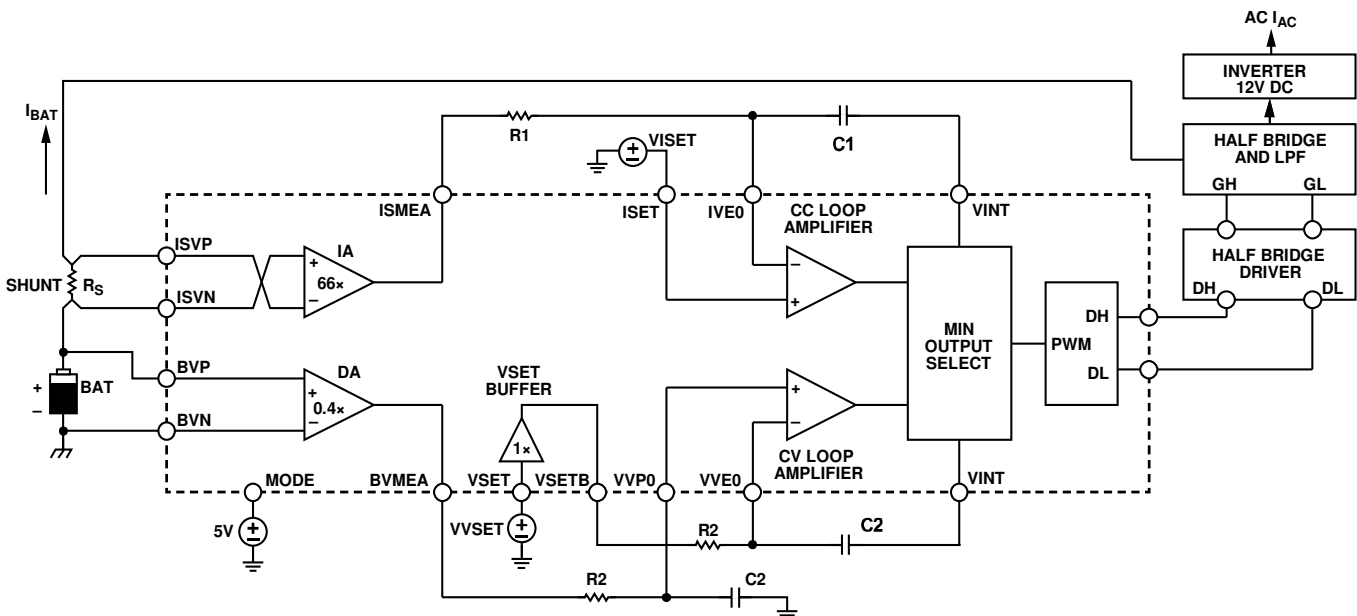 AC IAC
INVERTER
12V DC
IBAT
R1
C1
VISET
HALF BRIDGE
AND LPF
GH
GL
ISMEA
ISET
IVE0
CC LOOP
AMPLIFIER
VINT
ISVP
IA
+
66×
−
−
+
HALF BRIDGE
DRIVER
DH
DL
SHUNT
RS
ISVN
MIN
OUTPUT
SELECT
PWM
DH
DL
BVP
DA
VSET
BUFFER
+
BAT
−
+
0.4×
−
1×
+
−
BVN
CV LOOP
AMPLIFIER
MODE
BVMEA
VSET
VSETB
VVP0
VVE0
VINT
5V
VVSET
R2
C2
R2
C2